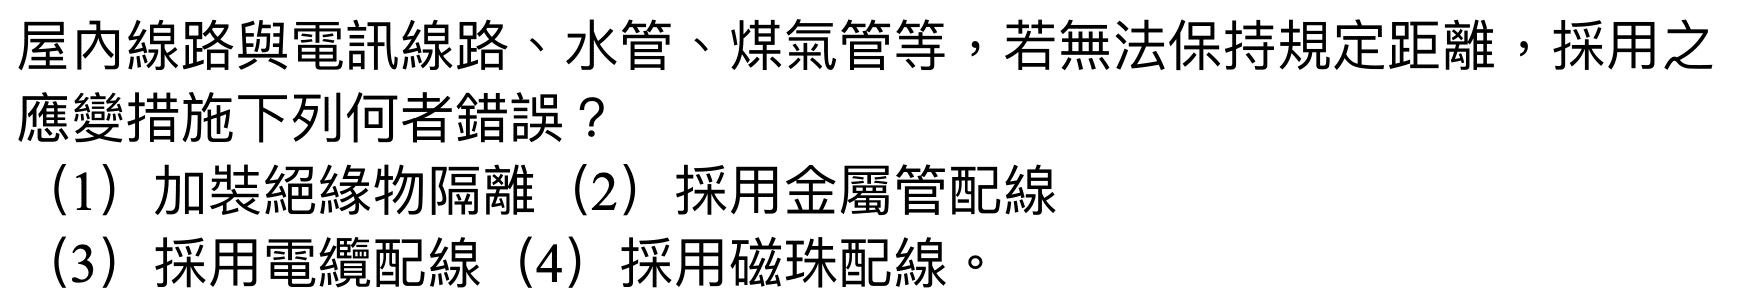 屋內線路與電訊線路、水管、煤氣管等，若無法保持規定距離，採用之
應變措施下列何者錯誤？
（1）加裝絕緣物隔離（2）採用金屬管配線
（3）採用電纜配線（4）採用磁珠配線。